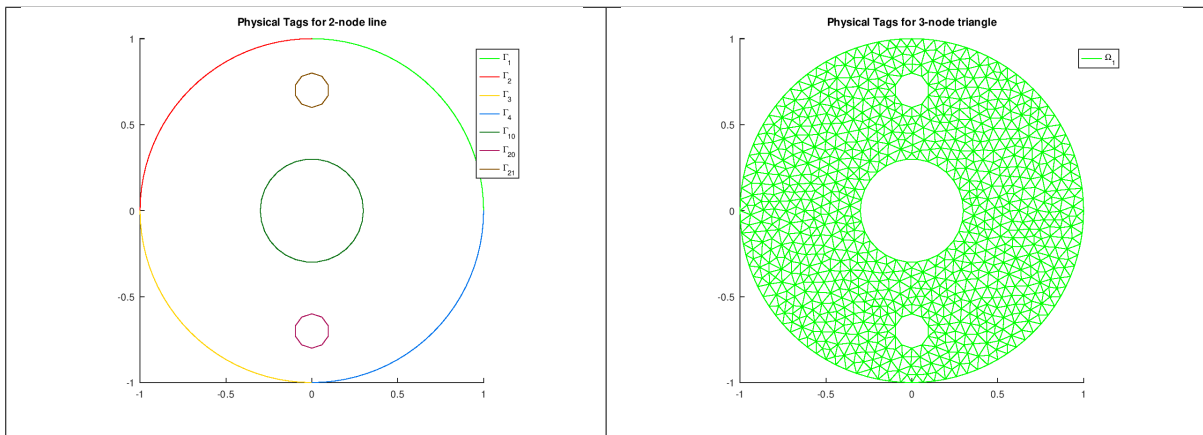 Physical Tags for 2-node line
1
0.5
0
-0.5
-1
-1
-0.5
0
0.5
1
Γ1
Γ2
Γ3
Γ4
Γ10
Γ20
Γ21
Physical Tags for 3-node triangle
1
0.5
0
-0.5
-1
-1
-0.5
0
0.5
1
Ω1